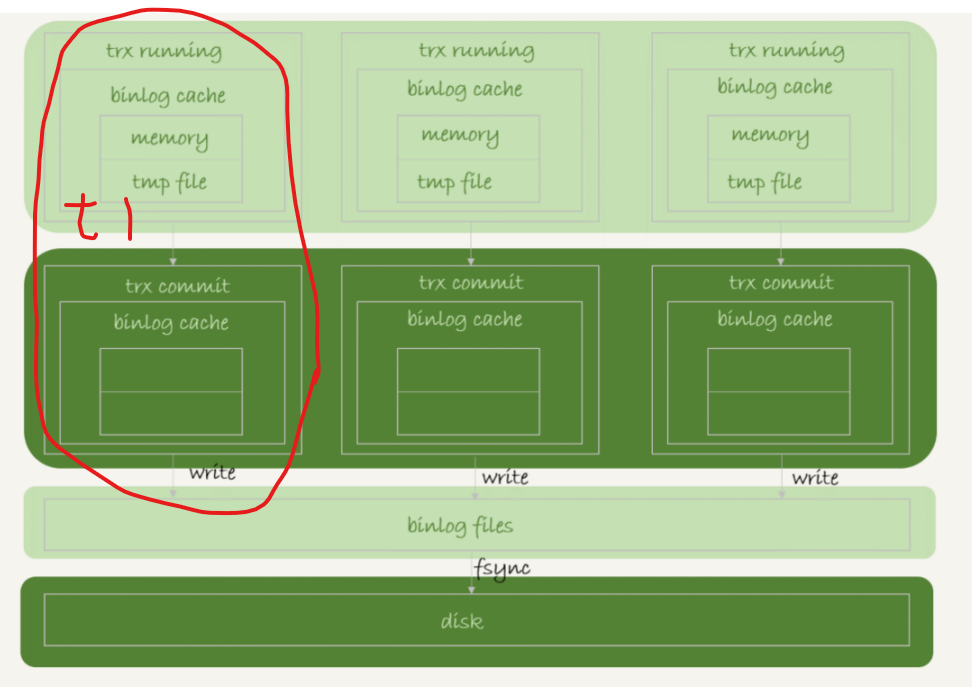 trx running trx running trx running
binlog cache binlog cache binlog cache
memory memory memory
tmp file tmp file tmp file
t1
trx commit trx commit trx commit
binlog cache binlog cache binlog cache
write write write
binlog files
fsync
disk